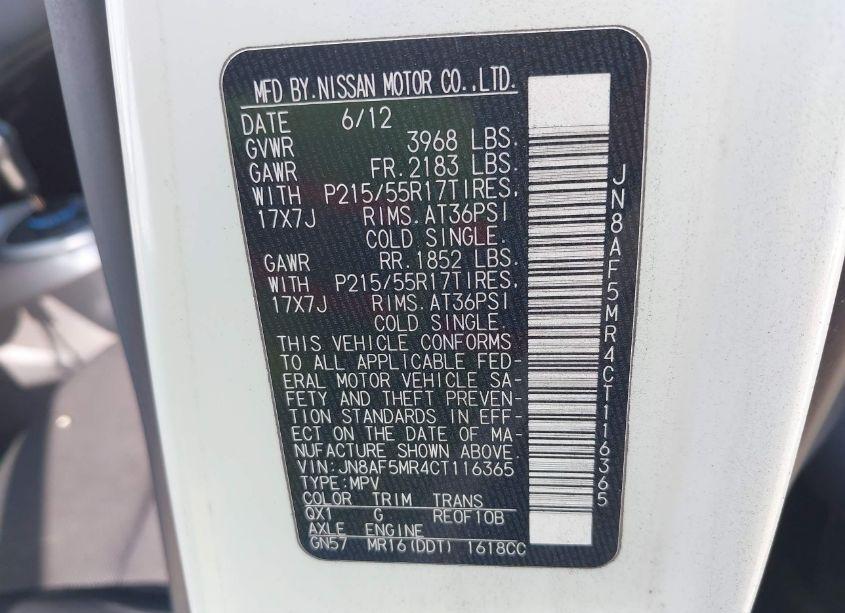 MFD BY.NISSAN MOTOR CO.,LTD.
DATE 6/12
GVWR 3968 LBS.
GAWR FR.2183 LBS.
WITH P215/55R17TIRES,
17X7J RIMS.AT36PSI
COLD SINGLE.
GAWR RR.1852 LBS.
WITH P215/55R17TIRES,
17X7J RIMS.AT36PSI
COLD SINGLE.
THIS VEHICLE CONFORMS
TO ALL APPLICABLE FED-
ERAL MOTOR VEHICLE SA-
FETY AND THEFT PREVEN-
TION STANDARDS IN EFF-
ECT ON THE DATE OF MA-
NUFACTURE SHOWN ABOVE.
VIN:JN8AF5MR4CT116365
TYPE:MPV
COLOR TRIM TRANS
QX1 G RE0F10B
AXLE ENGINE
GN57 MR16(DDT) 1618CC
JN8AF5MR4CT116365